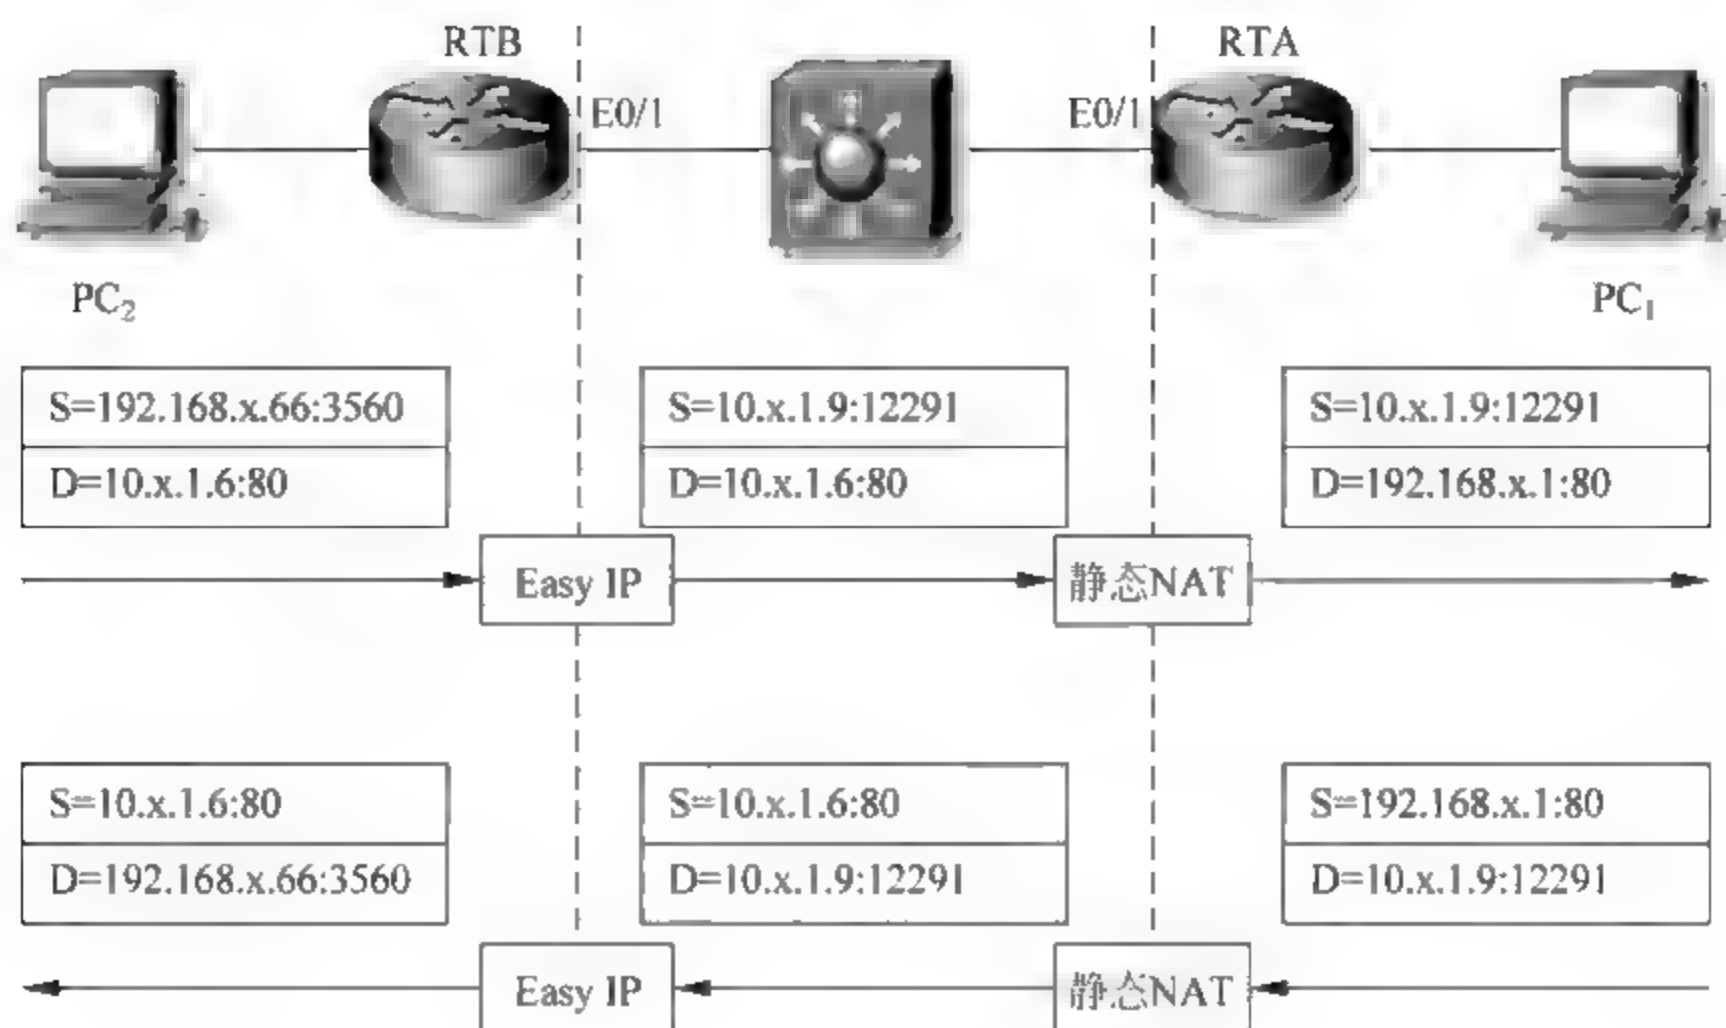 RTB
RTA
E0/1
E0/1
PC2
PC1
S=192.168.x.66:3560
S=10.x.1.9:12291
S=10.x.1.9:12291
D=10.x.1.6:80
D=10.x.1.6:80
D=192.168.x.1:80
Easy IP
静态NAT
S=10.x.1.6:80
S=10.x.1.6:80
S=192.168.x.1:80
D=192.168.x.66:3560
D=10.x.1.9:12291
D=10.x.1.9:12291
Easy IP
静态NAT